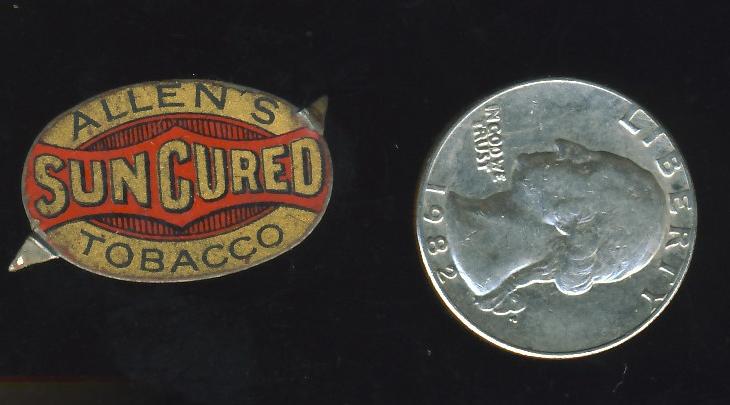 ALLEN'S
SUN CURED
TOBACCO
LIBERTY
IN GOD WE
TRUST
1982